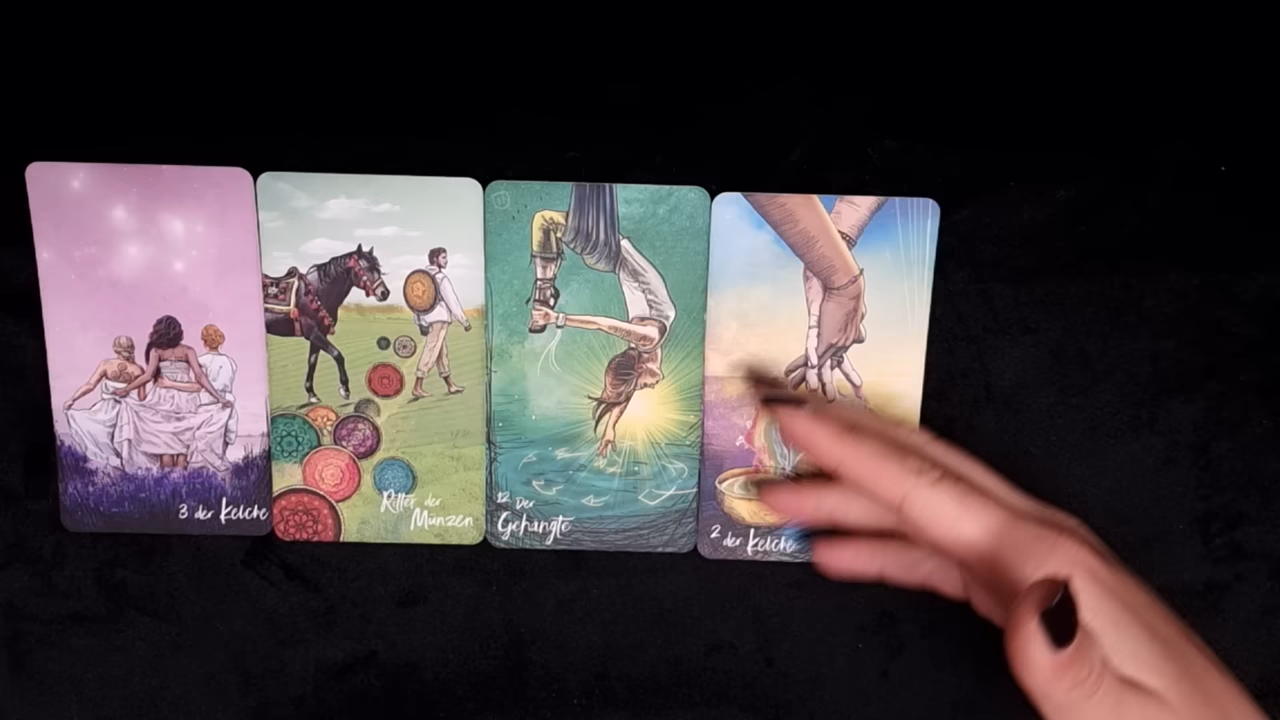 3 der Kelche
Ritter der
Münzen
12 Der
Gehängte
2 der Kelche